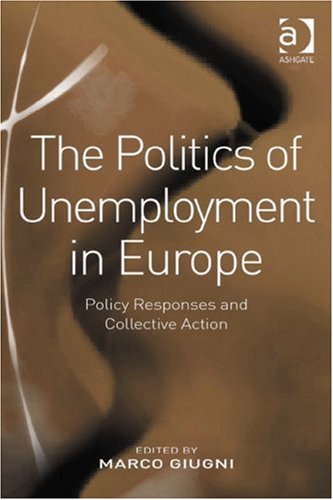 a
ASHGATE
The Politics of
Unemployment
in Europe
Policy Responses and
Collective Action
EDITED BY
MARCO GIUGNI